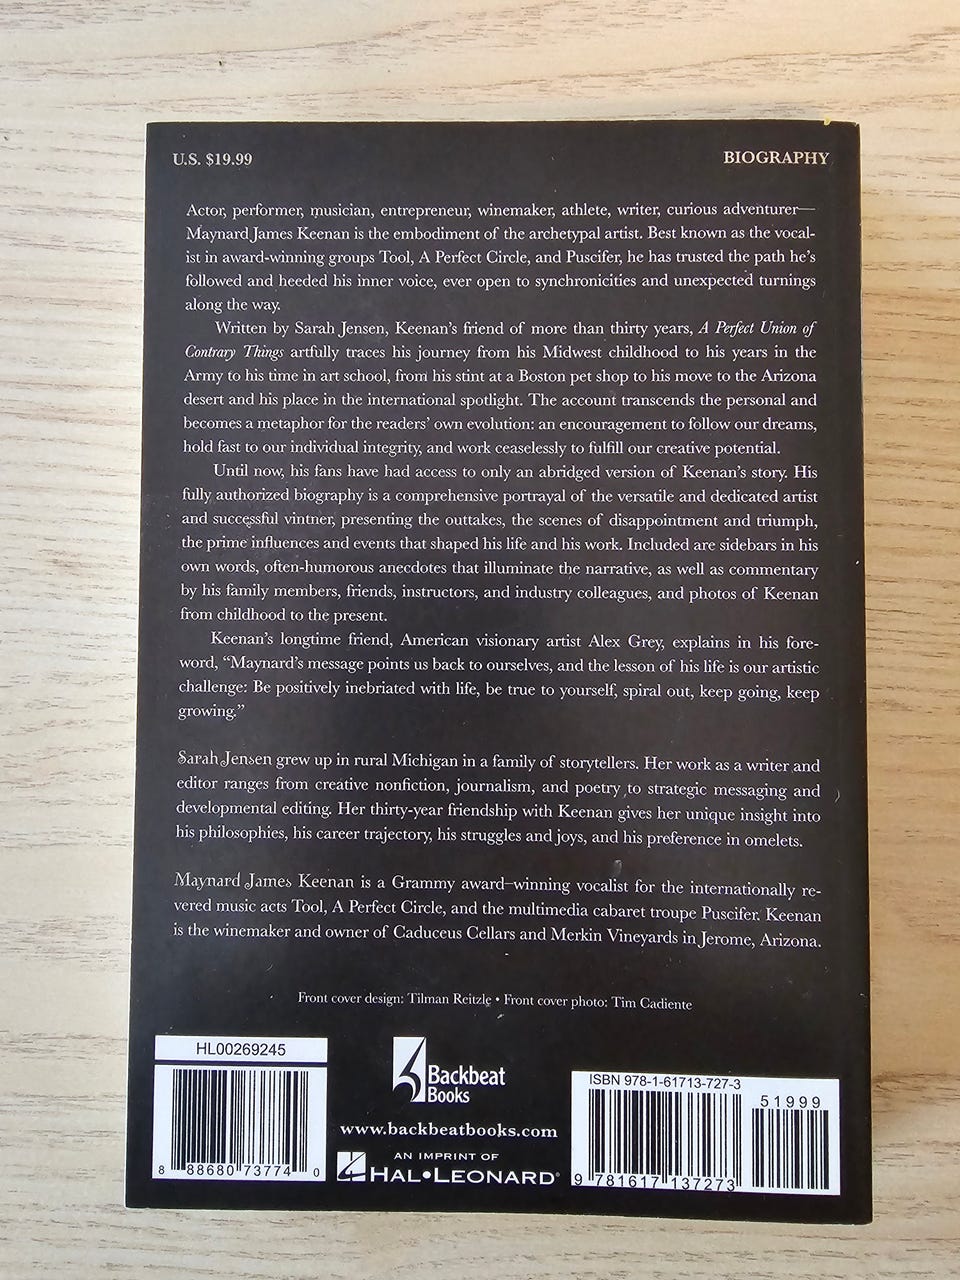 U.S. $19.99
BIOGRAPHY
Actor, performer, musician, entrepreneur, winemaker, athlete, writer, curious adventurer—
Maynard James Keenan is the embodiment of the archetypal artist. Best known as the vocal-
ist in award-winning groups Tool, A Perfect Circle, and Puscifer, he has trusted the path he's
followed and heeded his inner voice, ever open to synchronicities and unexpected turnings
along the way.
Written by Sarah Jensen, Keenan's friend of more than thirty years, A Perfect Union of
Contrary Things artfully traces his journey from his Midwest childhood to his years in the
Army to his time in art school, from his stint at a Boston pet shop to his move to the Arizona
desert and his place in the international spotlight. The account transcends the personal and
becomes a metaphor for the readers' own evolution: an encouragement to follow our dreams,
hold fast to our individual integrity, and work ceaselessly to fulfill our creative potential.
Until now, his fans have had access to only an abridged version of Keenan's story. His
fully authorized biography is a comprehensive portrayal of the versatile and dedicated artist
and successful vintner, presenting the outtakes, the scenes of disappointment and triumph,
the prime influences and events that shaped his life and his work. Included are sidebars in his
own words, often-humorous anecdotes that illuminate the narrative, as well as commentary
by his family members, friends, instructors, and industry colleagues, and photos of Keenan
from childhood to the present.
Keenan's longtime friend, American visionary artist Alex Grey, explains in his fore-
word, "Maynard's message points us back to ourselves, and the lesson of his life is our artistic
challenge: Be positively inebriated with life, be true to yourself, spiral out, keep going, keep
growing."
Sarah Jensen grew up in rural Michigan in a family of storytellers. Her work as a writer and
editor ranges from creative nonfiction, journalism, and poetry to strategic messaging and
developmental editing. Her thirty-year friendship with Keenan gives her unique insight into
his philosophies, his career trajectory, his struggles and joys, and his preference in omelets.
Maynard James Keenan is a Grammy award–winning vocalist for the internationally re-
vered music acts Tool, A Perfect Circle, and the multimedia cabaret troupe Puscifer. Keenan
is the winemaker and owner of Caduceus Cellars and Merkin Vineyards in Jerome, Arizona.
Front cover design: Tilman Reitzle • Front cover photo: Tim Cadiente
HL00269245
8 88680 73774 0
Backbeat
Books
www.backbeatbooks.com
AN IMPRINT OF
HAL•LEONARD®
ISBN 978-1-61713-727-3
51999
9 781617 137273